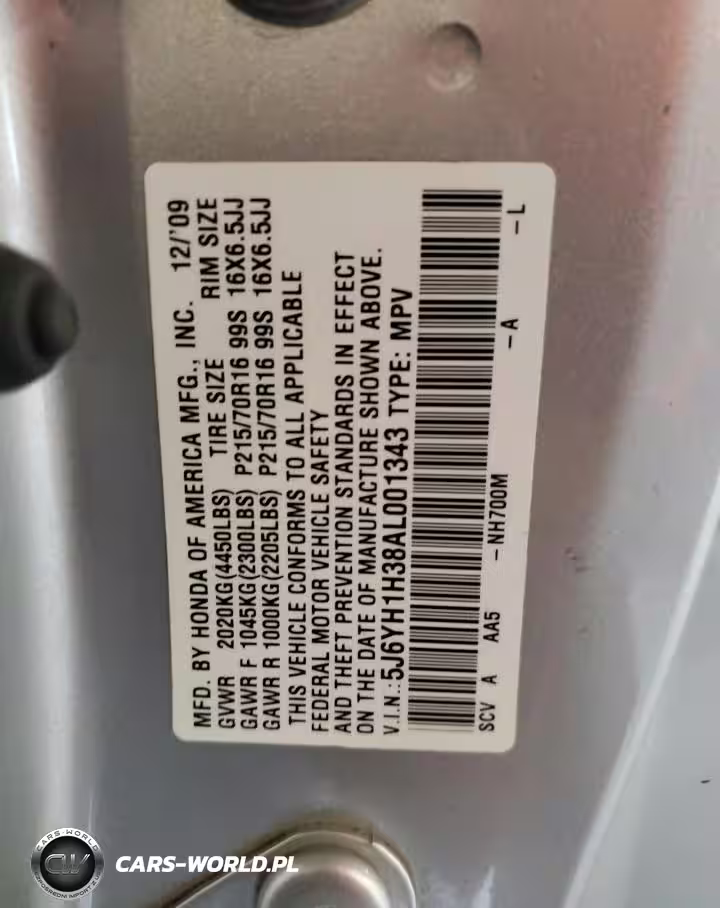 MFD. BY HONDA OF AMERICA MFG., INC. 12/'09
GVWR 2020KG(4450LBS) TIRE SIZE RIM SIZE
GAWR F 1045KG(2300LBS) P215/70R16 99S 16X6.5JJ
GAWR R 1000KG(2205LBS) P215/70R16 99S 16X6.5JJ
THIS VEHICLE CONFORMS TO ALL APPLICABLE
FEDERAL MOTOR VEHICLE SAFETY
AND THEFT PREVENTION STANDARDS IN EFFECT
ON THE DATE OF MANUFACTURE SHOWN ABOVE.
V.I.N.:5J6YH1H38AL001343 TYPE: MPV
SCV A AA5 -NH700M -A -L
CARS-WORLD
CW
CARS-WORLD.PL